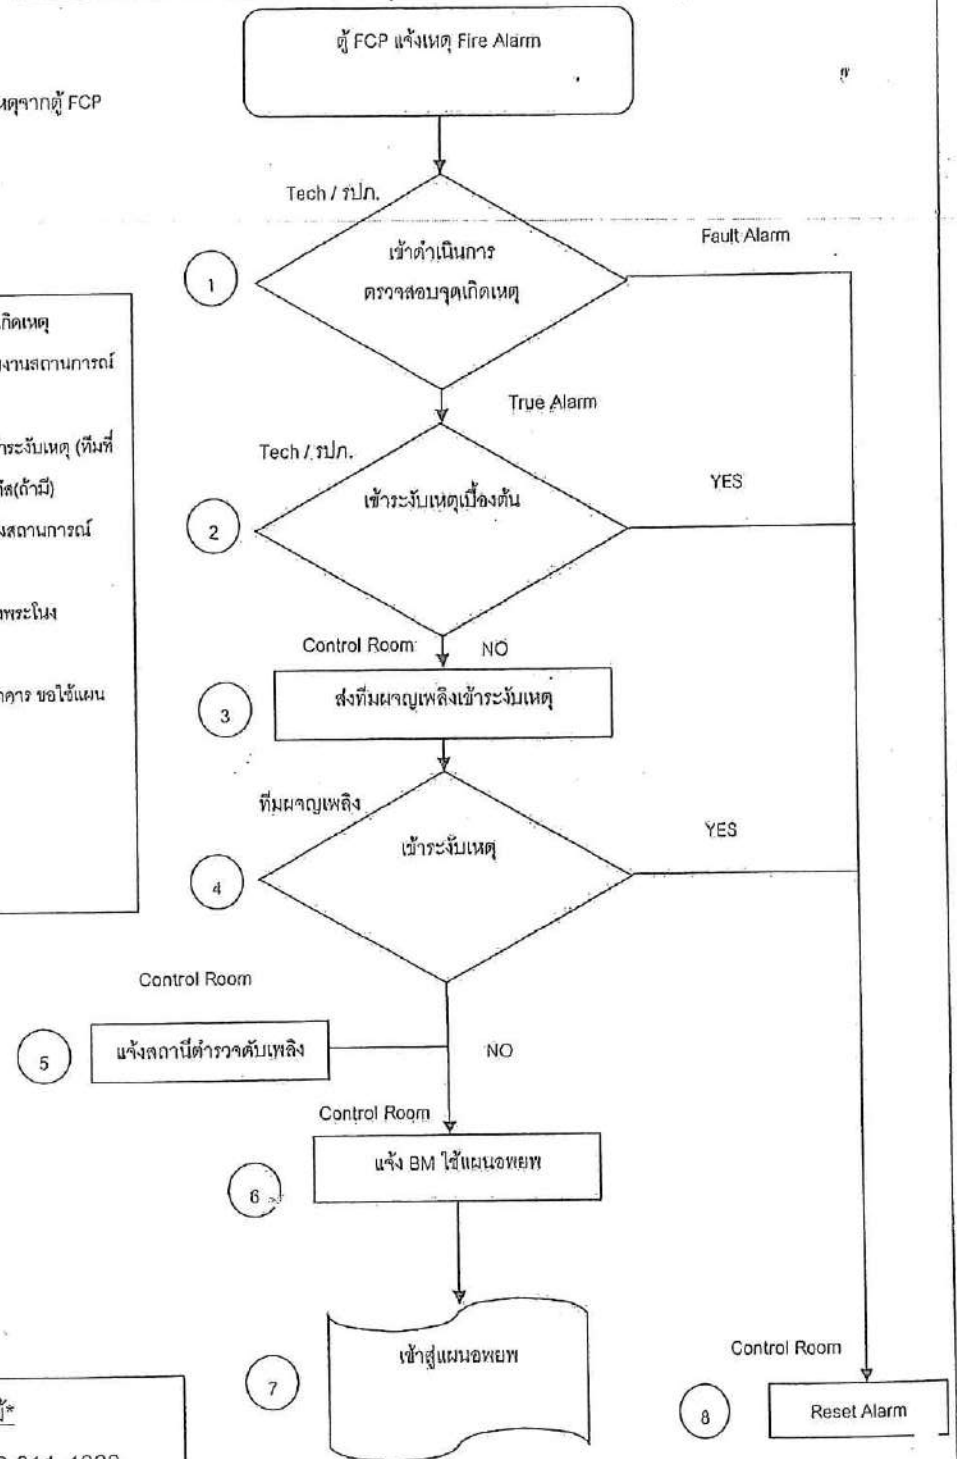 ตู้ FCP แจ้งเหตุ Fire Alarm
เหตุจากตู้ FCP
Tech / รปภ.
Fault Alarm
1
เข้าดำเนินการ
ตรวจสอบจุดเกิดเหตุ
เกิดเหตุ
งานสถานการณ์
True Alarm
าระงับเหตุ (ทีมที่
Tech / รปภ.
YES
(ถ้ามี)
2
เข้าระงับเหตุเบื้องต้น
งสถานการณ์
งพระโนง
Control Room
NO
าคาร ขอใช้แผน
3
ส่งทีมผจญเพลิงเข้าระงับเหตุ
ทีมผจญเพลิง
YES
4
เข้าระงับเหตุ
Control Room
5
แจ้งสถานีตำรวจดับเพลิง
NO
Control Room
6
แจ้ง BM ใช้แผนอพยพ
7
เข้าสู่แผนอพยพ
Control Room
8
Reset Alarm